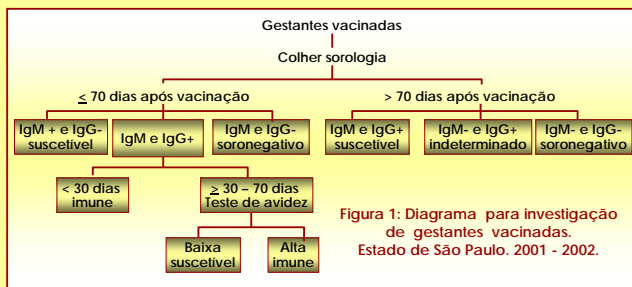 Gestantes vacinadas
Colher sorologia
≤ 70 dias após vacinação
> 70 dias após vacinação
IgM + e IgG-
suscetível
IgM e IgG+
IgM e IgG-
soronegativo
IgM e IgG+
suscetível
IgM- e IgG+
indeterminado
IgM- e IgG-
soronegativo
< 30 dias
imune
≥ 30 – 70 dias
Teste de avidez
Baixa
suscetível
Alta
imune
Figura 1: Diagrama para investigação
de gestantes vacinadas.
Estado de São Paulo. 2001 - 2002.